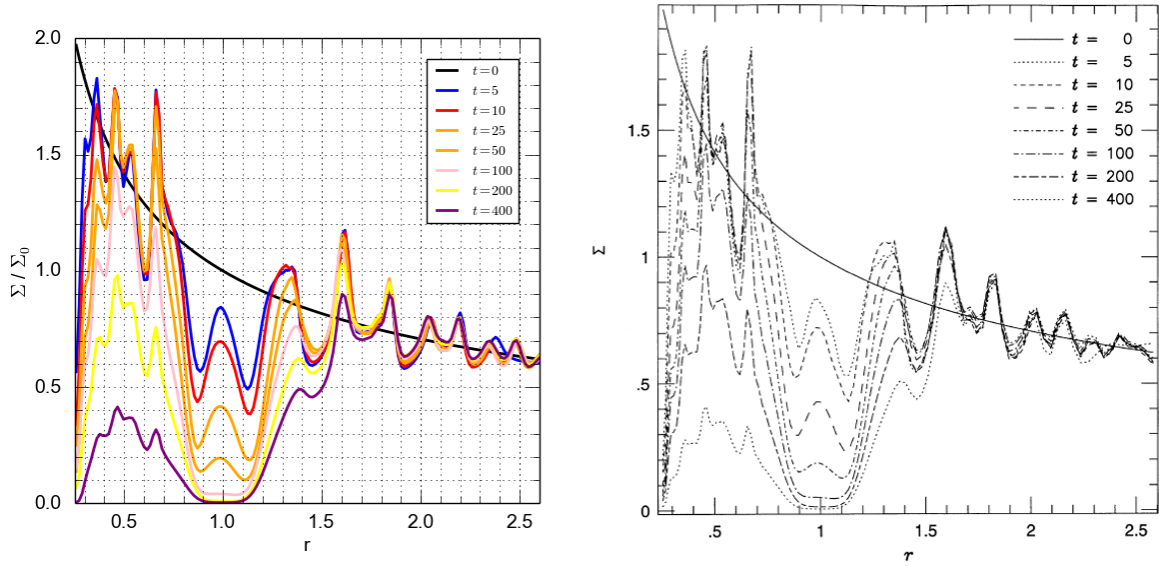 2.0
1.5
1.0
0.5
0.0
Σ / Σ₀
0.5
1.0
1.5
2.0
2.5
r
t=0
t=5
t=10
t=25
t=50
t=100
t=200
t=400
1.5
1
.5
0
Σ
.5
1
1.5
2
2.5
r
t = 0
t = 5
t = 10
t = 25
t = 50
t = 100
t = 200
t = 400